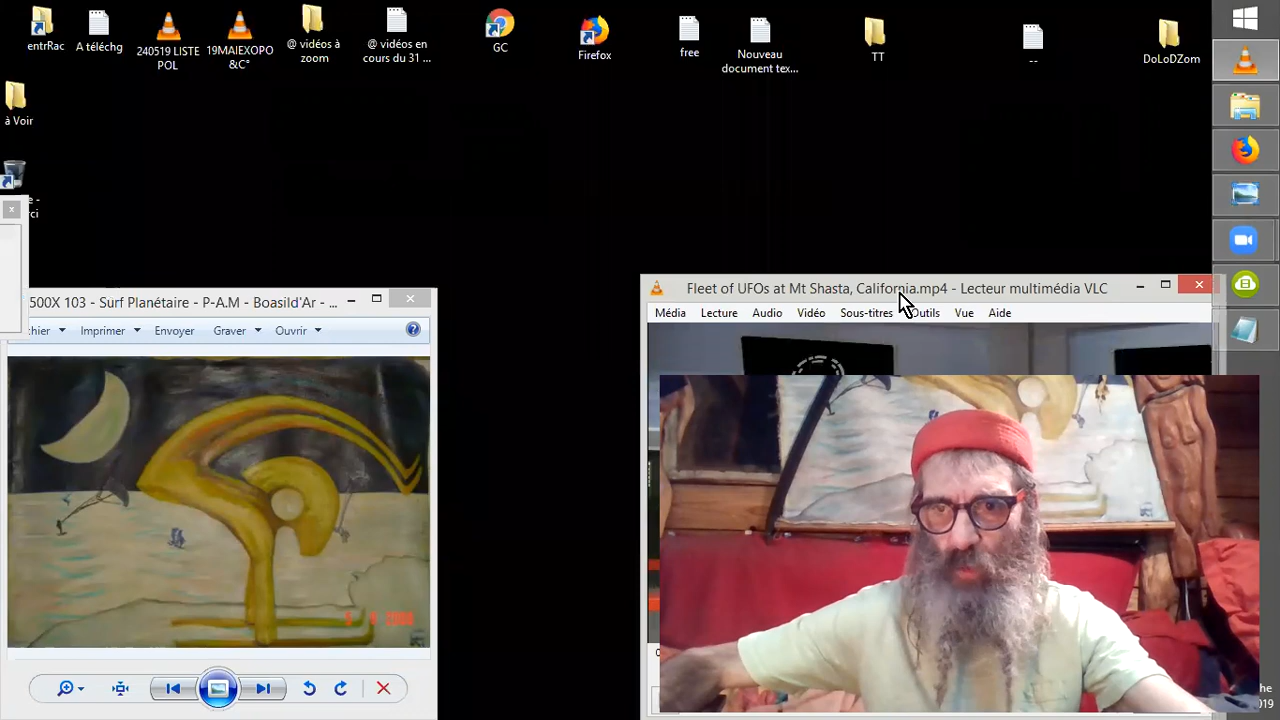 entrRac
A téléchg
240519 LISTE
POL
19MAIEXOPO
&C°
@ vidéos à
zoom
@ vidéos en
cours du 31 ...
GC
Firefox
free
Nouveau
document tex...
TT
--
DoLoDZom
à Voir
500X 103 - Surf Planétaire - P-A.M - Boasild'Ar - ...
Imprimer
Envoyer
Graver
Ouvrir
Fleet of UFOs at Mt Shasta, California.mp4 - Lecteur multimédia VLC
Média
Lecture
Audio
Vidéo
Sous-titres
Vue
Aide